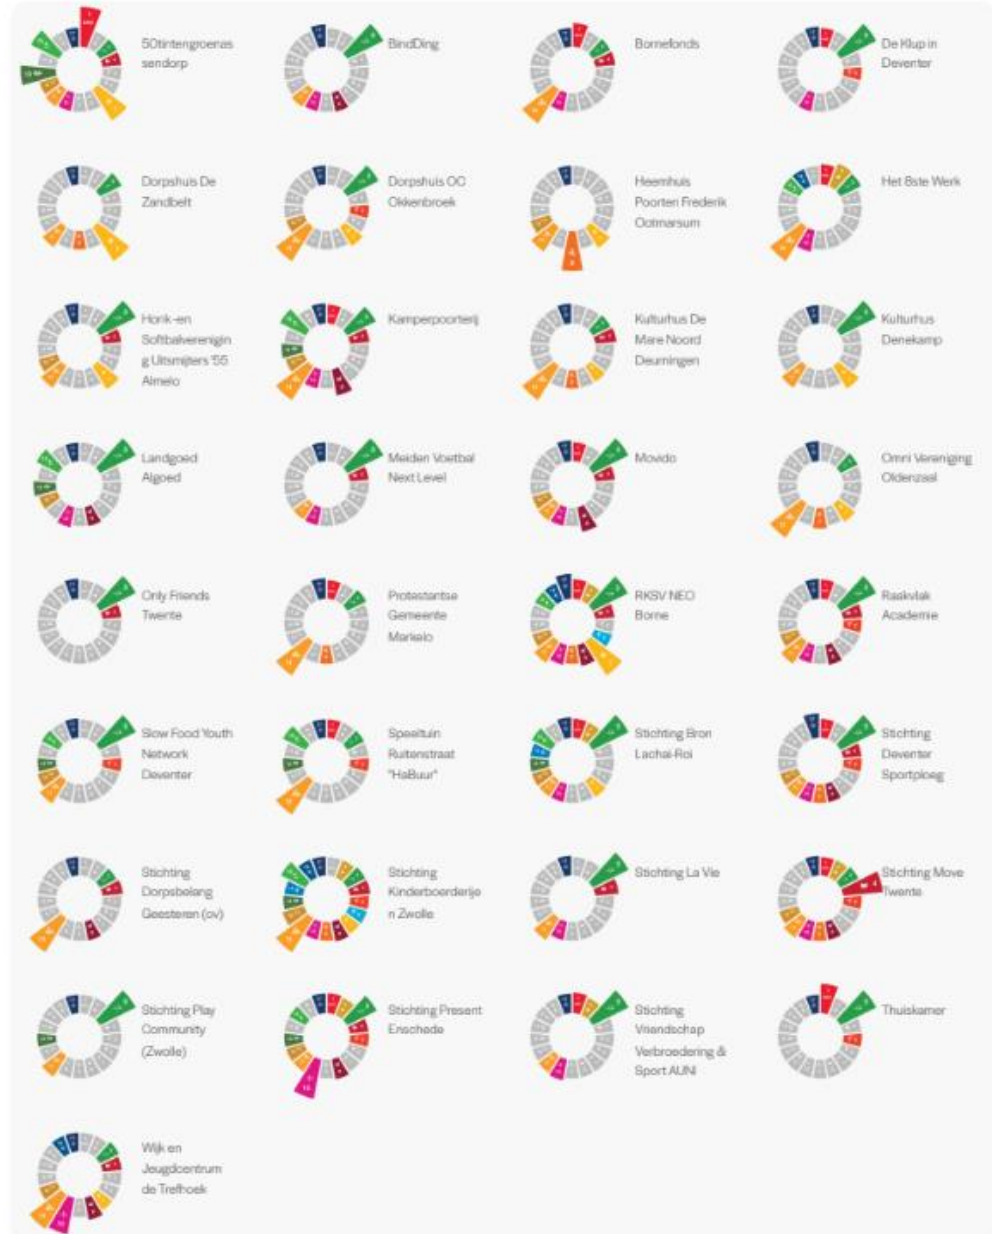 50tintengroenas
sendorp
BindDing
Bornefonds
De Klup in
Deventer
Dorpshuis De
Zandbelt
Dorpshuis OC
Okkenbroek
Heemhuis
Poorten Frederik
Ootmarsum
Het 8ste Werk
Honk-en
Softbalverenigin
g Uitsmijters '55
Almelo
Kamperpoorterij
Kulturhus De
Mare Noord
Deurningen
Kulturhus
Denekamp
Landgoed
Algoed
Meiden Voetbal
Next Level
Movido
Omni Vereniging
Oldenzaal
Only Friends
Twente
Protestantse
Gemeente
Markelo
RKSV NEO
Borne
Raakvlak
Academie
Slow Food Youth
Network
Deventer
Speeltuin
Ruitenstraat
"HaBuur"
Stichting Bron
Lachai-Roi
Stichting
Deventer
Sportploeg
Stichting
Dorpsbelang
Geesteren (ov)
Stichting
Kinderboerderije
n Zwolle
Stichting La Vie
Stichting Move
Twente
Stichting Play
Community
(Zwolle)
Stichting Present
Enschede
Stichting
Vriendschap
Verbroedering &
Sport AUNI
Thuiskamer
Wijk en
Jeugdcentrum
de Trefhoek